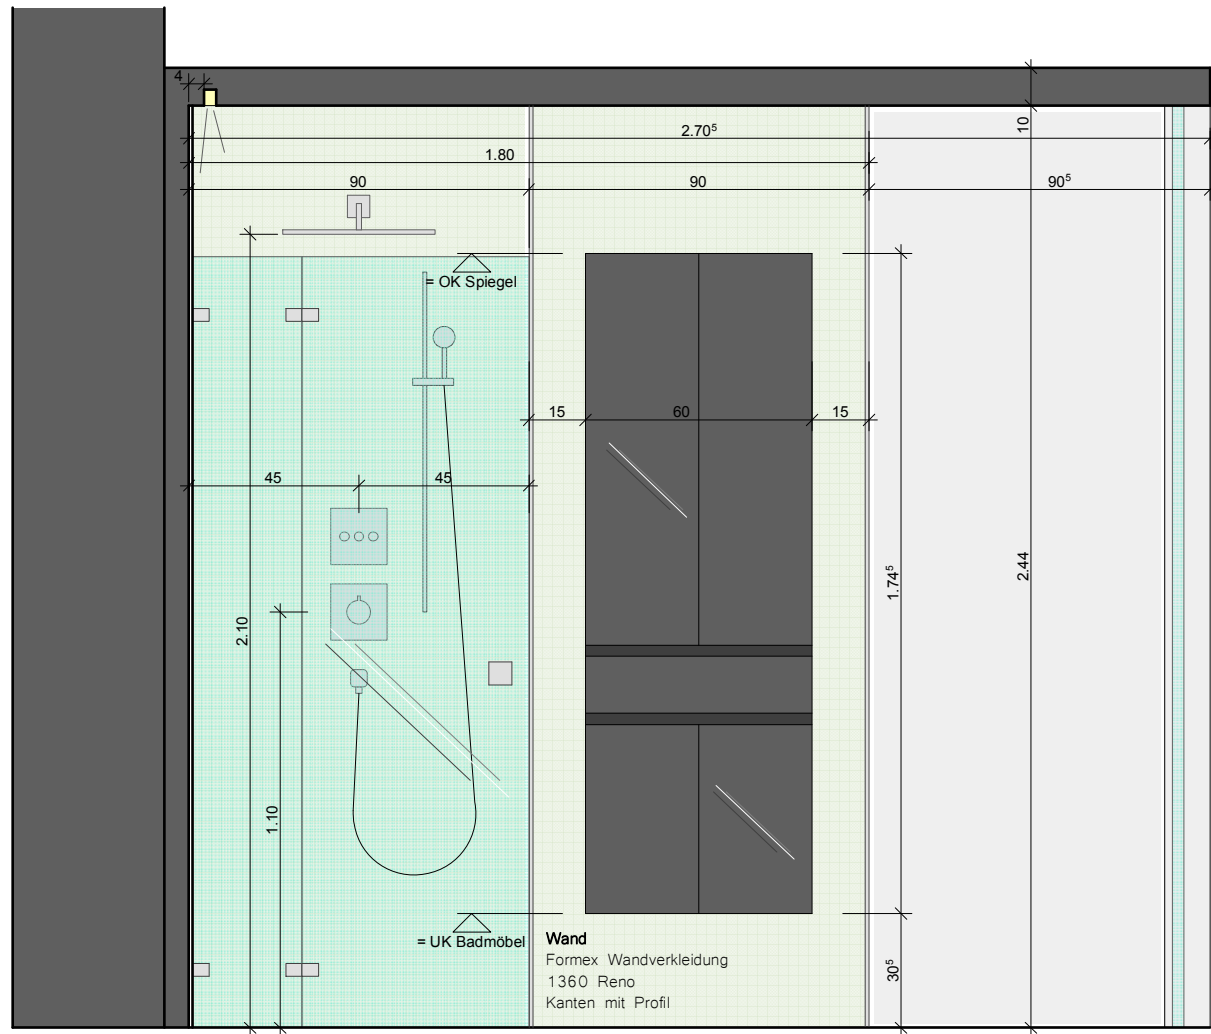 4
10
2.70⁵
1.80
90
90
90⁵
= OK Spiegel
15
60
15
45
45
2.44
1.74⁵
2.10
1.10
= UK Badmöbel
Wand
Formex Wandverkleidung
1360 Reno
Kanten mit Profil
30⁵